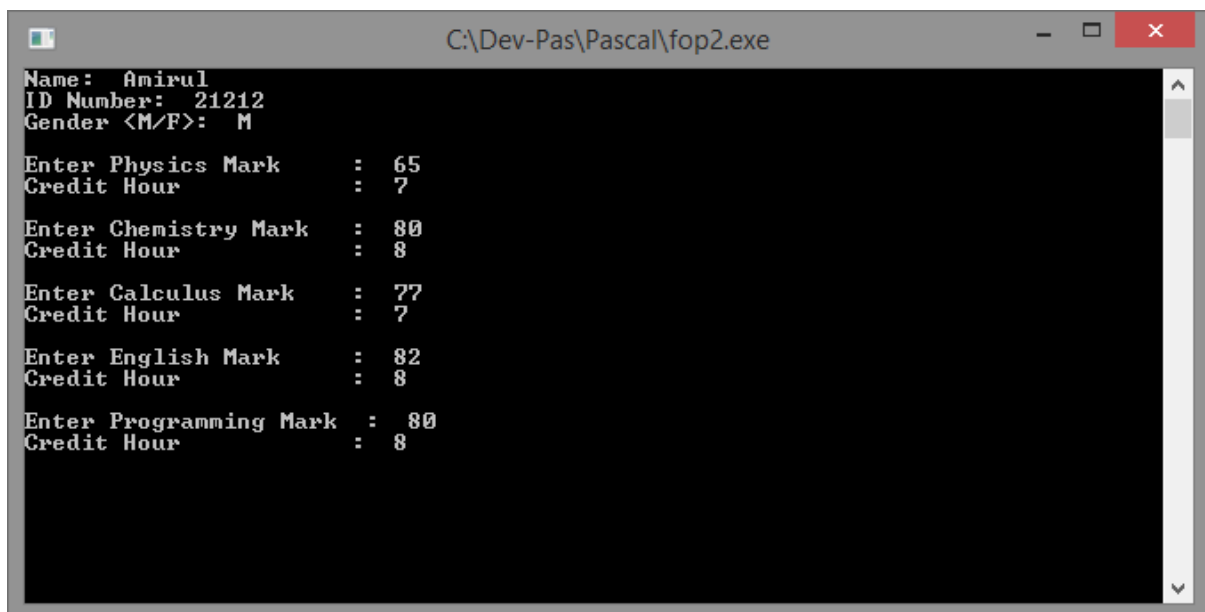 C:\Dev-Pas\Pascal\fop2.exe
Name:  Amirul
ID Number:  21212
Gender <M/F>:  M
Enter Physics Mark      :  65
Credit Hour             :  7
Enter Chemistry Mark    :  80
Credit Hour             :  8
Enter Calculus Mark     :  77
Credit Hour             :  7
Enter English Mark      :  82
Credit Hour             :  8
Enter Programming Mark   :  80
Credit Hour             :  8